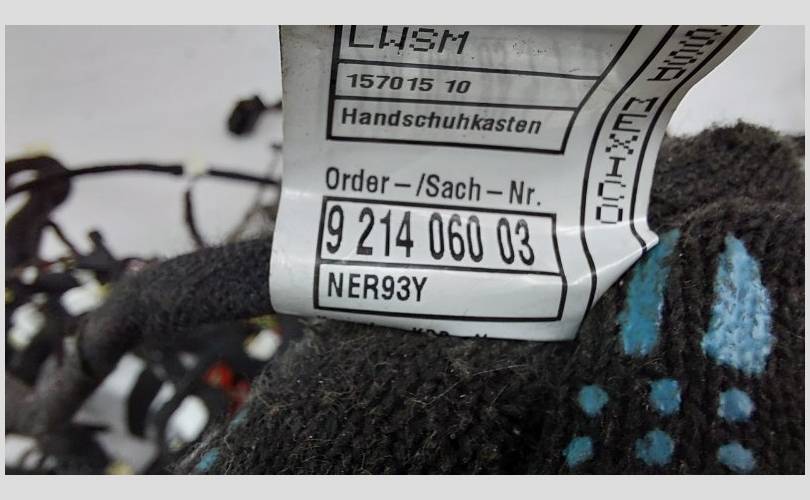 LWSM
157015 10
Handschuhkasten
Order-/Sach-Nr.
9 214 060 03
NER93Y
MEXICO